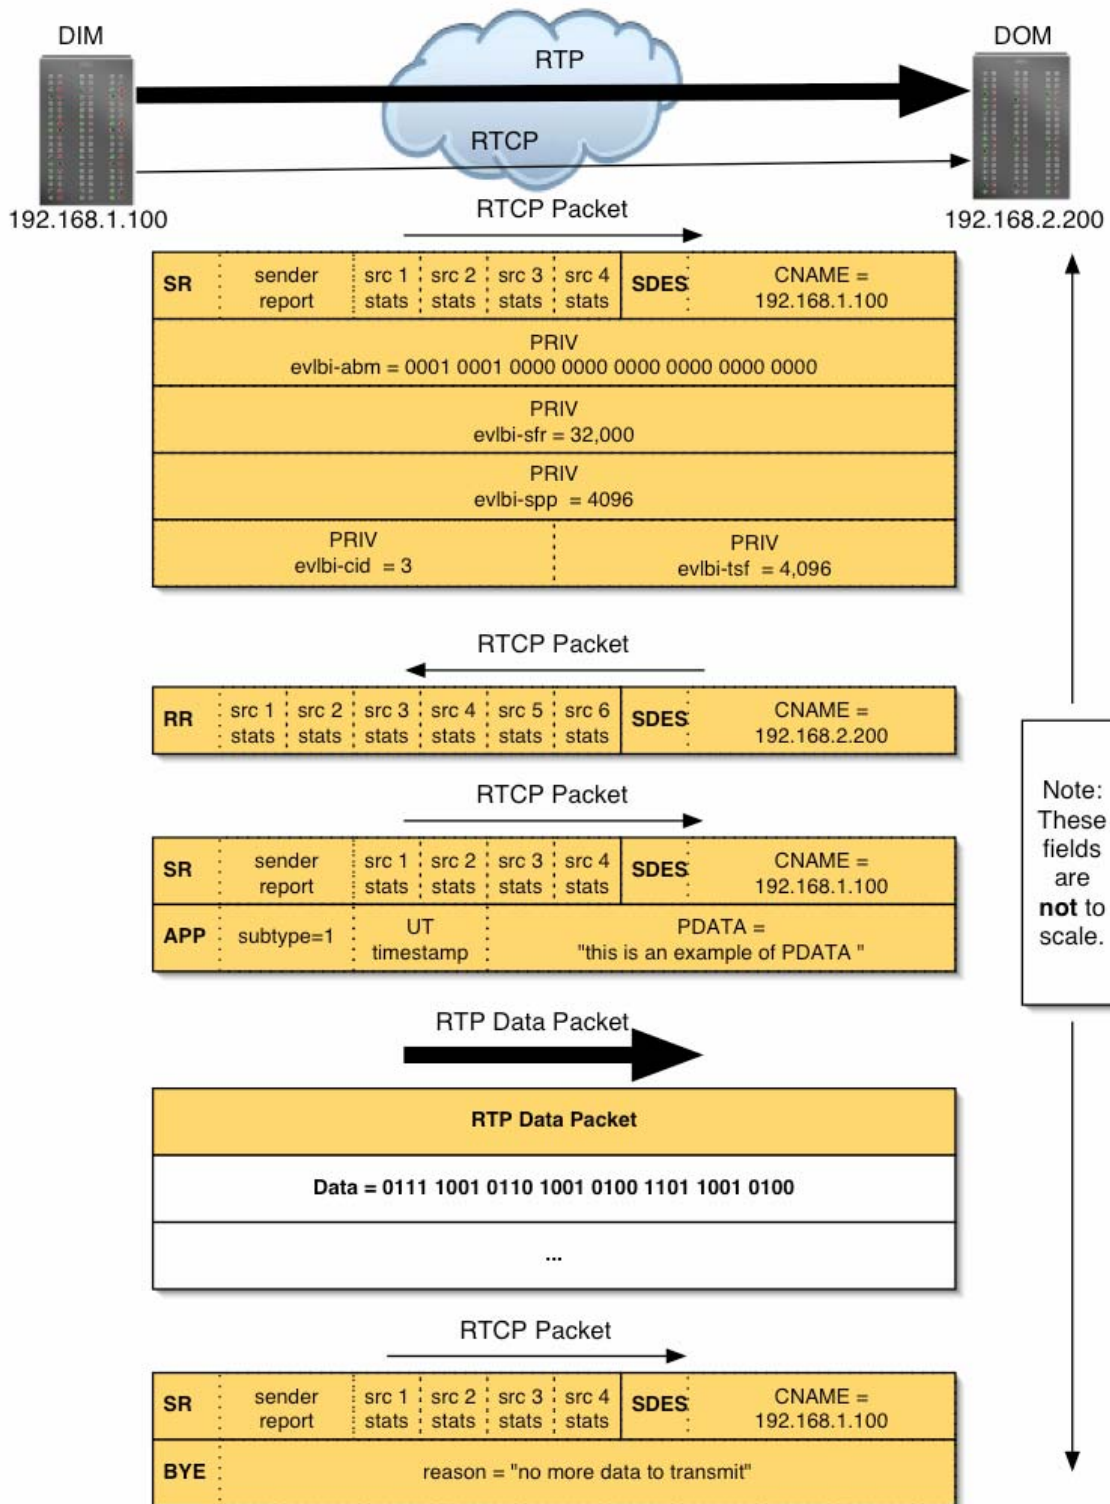 DIM
DOM
RTP
RTCP
192.168.1.100
192.168.2.200
RTCP Packet
SR
sender
report
src 1
stats
src 2
stats
src 3
stats
src 4
stats
SDES
CNAME =
192.168.1.100
PRIV
evlbi-abm = 0001 0001 0000 0000 0000 0000 0000 0000
PRIV
evlbi-sfr = 32,000
PRIV
evlbi-spp = 4096
PRIV
evlbi-cid = 3
PRIV
evlbi-tsf = 4,096
RTCP Packet
RR
src 1
stats
src 2
stats
src 3
stats
src 4
stats
src 5
stats
src 6
stats
SDES
CNAME =
192.168.2.200
Note:
These
fields
are
not to
scale.
RTCP Packet
SR
sender
report
src 1
stats
src 2
stats
src 3
stats
src 4
stats
SDES
CNAME =
192.168.1.100
APP
subtype=1
UT
timestamp
PDATA =
"this is an example of PDATA "
RTP Data Packet
RTP Data Packet
Data = 0111 1001 0110 1001 0100 1101 1001 0100
...
RTCP Packet
SR
sender
report
src 1
stats
src 2
stats
src 3
stats
src 4
stats
SDES
CNAME =
192.168.1.100
BYE
reason = "no more data to transmit"